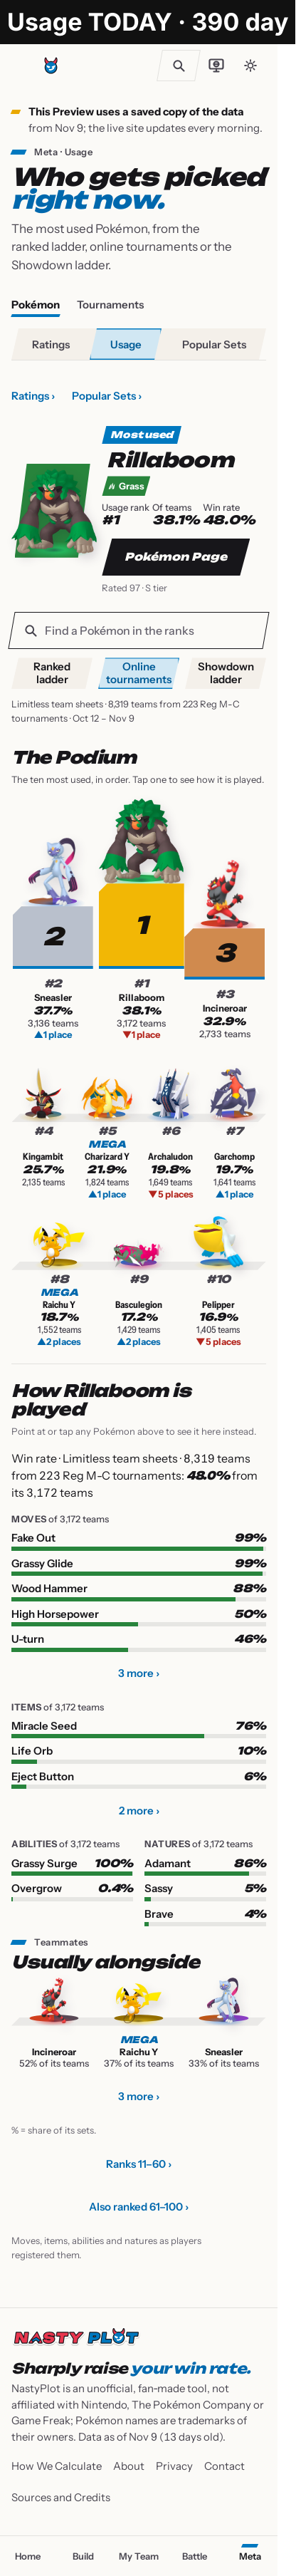 Usage TODAY · 390 day
This Preview uses a saved copy of the data
from Nov 9; the live site updates every morning.
Meta · Usage
Who gets picked
right now.
The most used Pokémon, from the
ranked ladder, online tournaments or the
Showdown ladder.
Pokémon Tournaments
Ratings Usage Popular Sets
Ratings › Popular Sets ›
Most used
Rillaboom
Grass
Usage rank Of teams Win rate
#1 38.1% 48.0%
Pokémon Page
Rated 97 · S tier
Find a Pokémon in the ranks
Ranked ladder
Online tournaments
Showdown ladder
Limitless team sheets · 8,319 teams from 223 Reg M-C
tournaments · Oct 12 – Nov 9
The Podium
The ten most used, in order. Tap one to see how it is played.
2 1 3
#2
Sneasler
37.7%
3,136 teams
▲1 place
#1
Rillaboom
38.1%
3,172 teams
▼1 place
#3
Incineroar
32.9%
2,733 teams
#4
Kingambit
25.7%
2,135 teams
#5
MEGA
Charizard Y
21.9%
1,824 teams
▲1 place
#6
Archaludon
19.8%
1,649 teams
▼5 places
#7
Garchomp
19.7%
1,641 teams
▲1 place
#8
MEGA
Raichu Y
18.7%
1,552 teams
▲2 places
#9
Basculegion
17.2%
1,429 teams
▲2 places
#10
Pelipper
16.9%
1,405 teams
▼5 places
How Rillaboom is
played
Point at or tap any Pokémon above to see it here instead.
Win rate · Limitless team sheets · 8,319 teams
from 223 Reg M-C tournaments: 48.0% from
its 3,172 teams
MOVES of 3,172 teams
Fake Out 99%
Grassy Glide 99%
Wood Hammer 88%
High Horsepower 50%
U-turn 46%
3 more ›
ITEMS of 3,172 teams
Miracle Seed 76%
Life Orb 10%
Eject Button 6%
2 more ›
ABILITIES of 3,172 teams
Grassy Surge 100%
Overgrow 0.4%
NATURES of 3,172 teams
Adamant 86%
Sassy 5%
Brave 4%
Teammates
Usually alongside
Incineroar
52% of its teams
MEGA
Raichu Y
37% of its teams
Sneasler
33% of its teams
3 more ›
% = share of its sets.
Ranks 11–60 ›
Also ranked 61–100 ›
Moves, items, abilities and natures as players
registered them.
NASTY PLOT
Sharply raise your win rate.
NastyPlot is an unofficial, fan-made tool, not
affiliated with Nintendo, The Pokémon Company or
Game Freak; Pokémon names are trademarks of
their owners. Data as of Nov 9 (13 days old).
How We Calculate About Privacy Contact
Sources and Credits
Home Build My Team Battle Meta